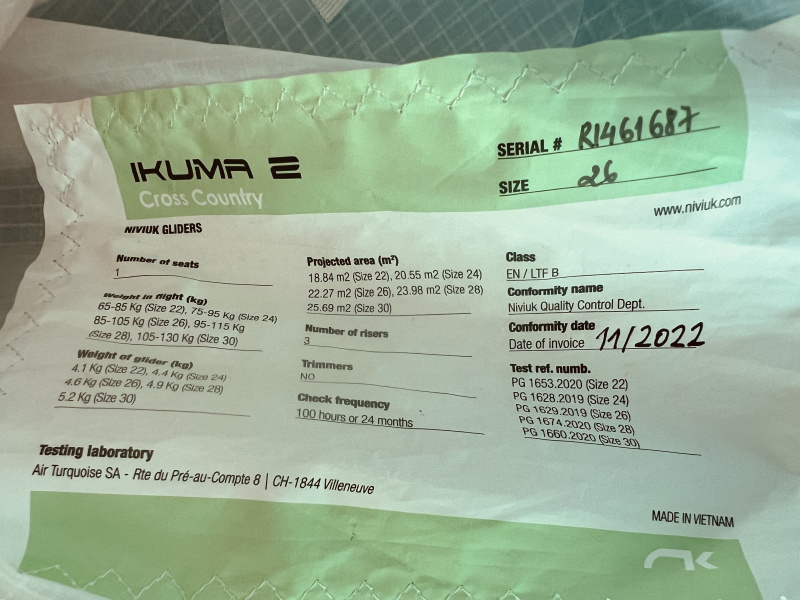 IKUMA 2
Cross Country
SERIAL # R1461687
SIZE 26
www.niviuk.com
NIVIUK GLIDERS
Number of seats
1
Weight in flight (kg)
65-85 Kg (Size 22), 75-95 Kg (Size 24)
85-105 Kg (Size 26), 95-115 Kg
(Size 28), 105-130 Kg (Size 30)
Weight of glider (kg)
4.1 Kg (Size 22), 4.4 Kg (Size 24)
4.6 Kg (Size 26), 4.9 Kg (Size 28)
5.2 Kg (Size 30)
Projected area (m²)
18.84 m2 (Size 22), 20.55 m2 (Size 24)
22.27 m2 (Size 26), 23.98 m2 (Size 28)
25.69 m2 (Size 30)
Number of risers
3
Trimmers
NO
Check frequency
100 hours or 24 months
Class
EN / LTF B
Conformity name
Niviuk Quality Control Dept.
Conformity date
Date of invoice 11/2022
Test ref. numb.
PG 1653.2020 (Size 22)
PG 1628.2019 (Size 24)
PG 1629.2019 (Size 26)
PG 1674.2020 (Size 28)
PG 1660.2020 (Size 30)
Testing laboratory
Air Turquoise SA - Rte du Pré-au-Compte 8 | CH-1844 Villeneuve
MADE IN VIETNAM